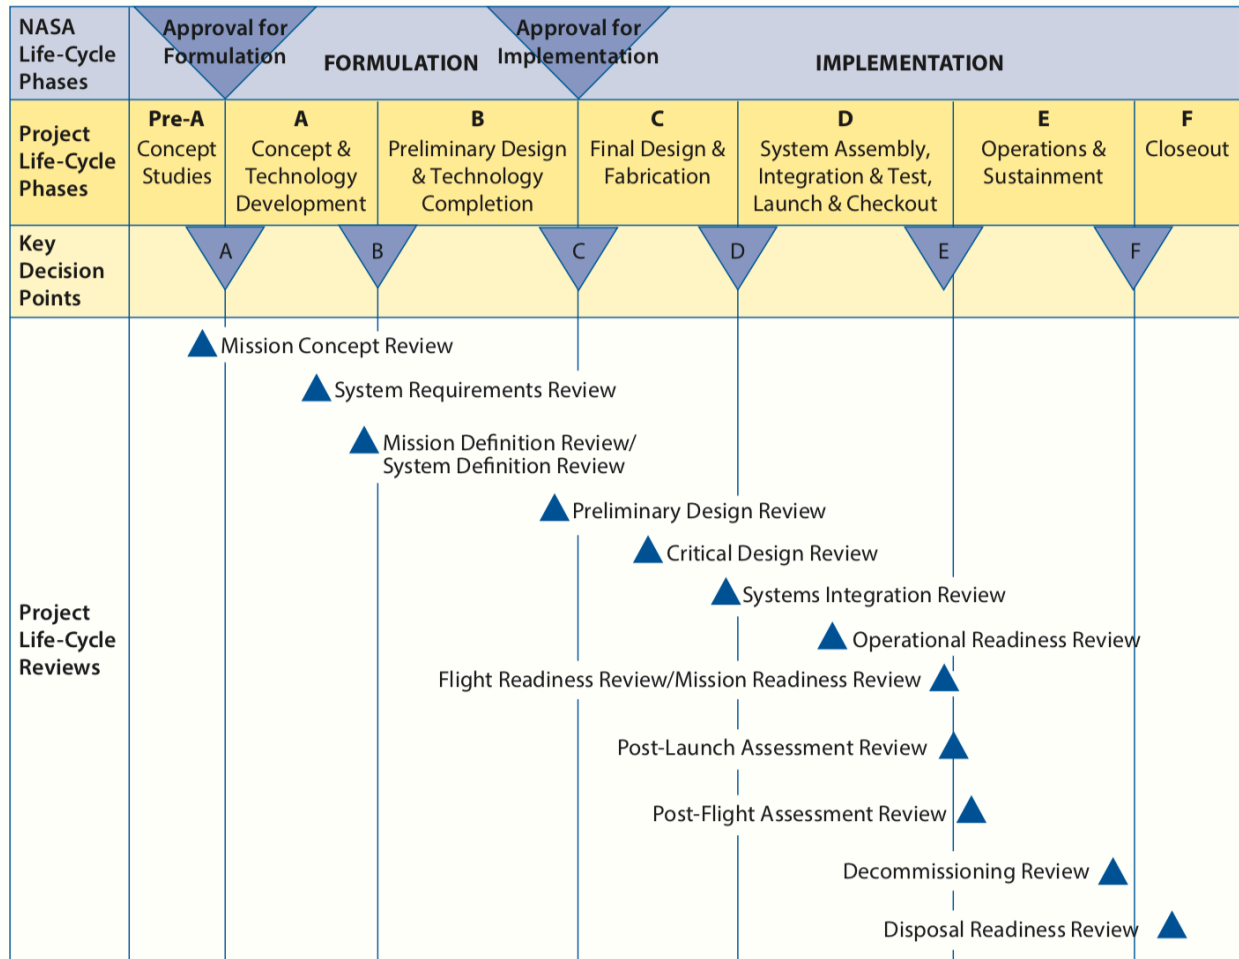 NASA
Life-Cycle
Phases
Approval for
Formulation
FORMULATION
Approval for
Implementation
IMPLEMENTATION
Project
Life-Cycle
Phases
Pre-A
Concept
Studies
A
Concept &
Technology
Development
B
Preliminary Design
& Technology
Completion
C
Final Design &
Fabrication
D
System Assembly,
Integration & Test,
Launch & Checkout
E
Operations &
Sustainment
F
Closeout
Key
Decision
Points
A
B
C
D
E
F
Project
Life-Cycle
Reviews
Mission Concept Review
System Requirements Review
Mission Definition Review/
System Definition Review
Preliminary Design Review
Critical Design Review
Systems Integration Review
Operational Readiness Review
Flight Readiness Review/Mission Readiness Review
Post-Launch Assessment Review
Post-Flight Assessment Review
Decommissioning Review
Disposal Readiness Review